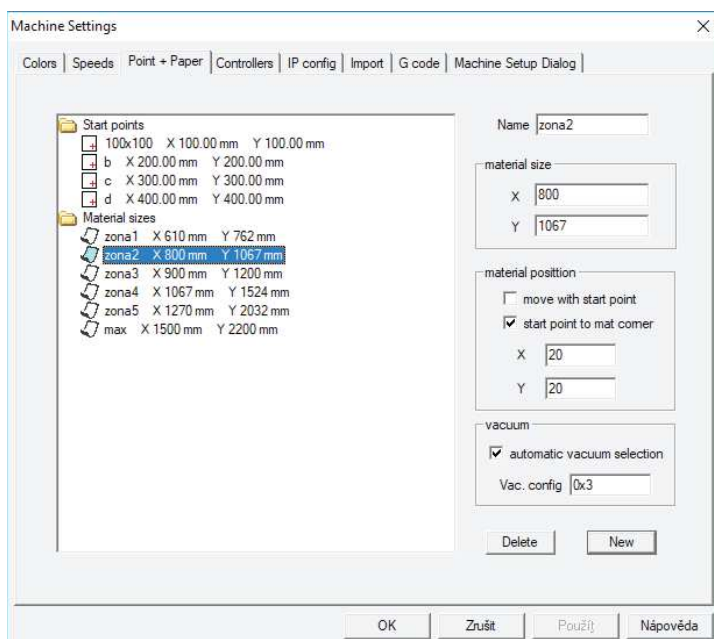 Machine Settings
Colors Speeds Point + Paper Controllers IP config Import G code Machine Setup Dialog
Start points
100x100 X 100.00 mm Y 100.00 mm
b X 200.00 mm Y 200.00 mm
c X 300.00 mm Y 300.00 mm
d X 400.00 mm Y 400.00 mm
Material sizes
zona1 X 610 mm Y 762 mm
zona2 X 800 mm Y 1067 mm
zona3 X 900 mm Y 1200 mm
zona4 X 1067 mm Y 1524 mm
zona5 X 1270 mm Y 2032 mm
max X 1500 mm Y 2200 mm
Name zona2
material size
X 800
Y 1067
material posittion
move with start point
start point to mat corner
X 20
Y 20
vacuum
automatic vacuum selection
Vac. config 0x3
Delete New
OK Zrušit Použít Nápověda